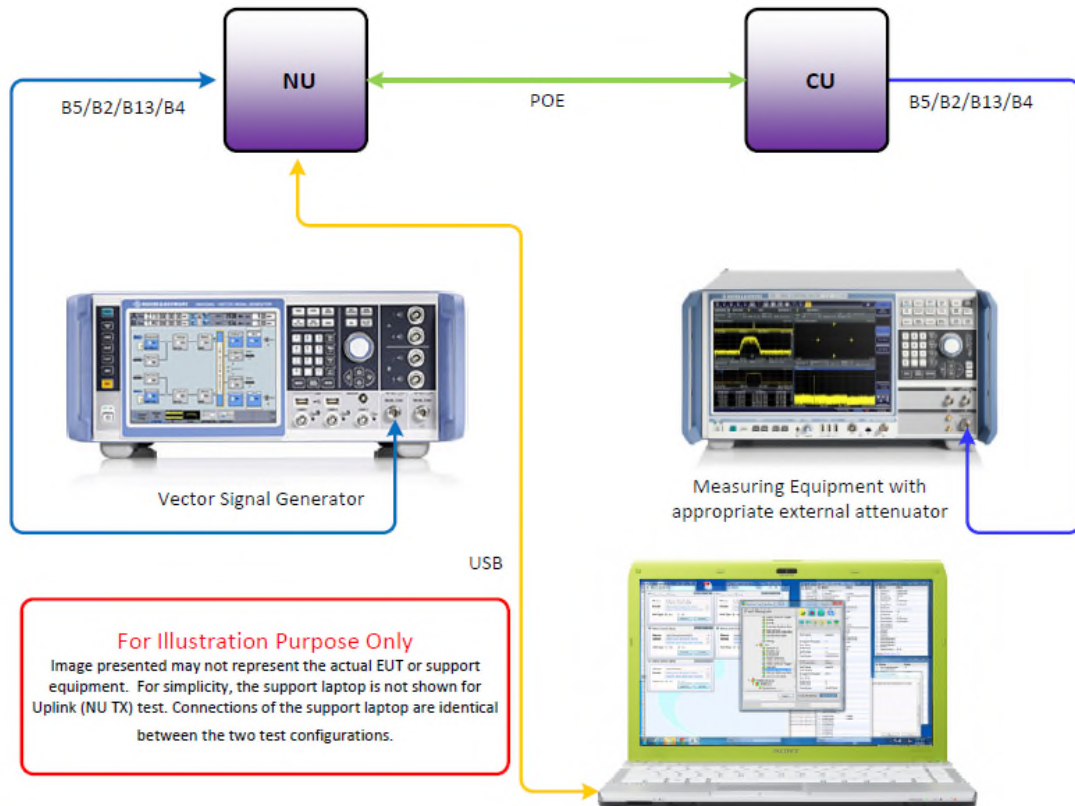 NU
CU
B5/B2/B13/B4
POE
B5/B2/B13/B4
Vector Signal Generator
Measuring Equipment with
appropriate external attenuator
USB
For Illustration Purpose Only
Image presented may not represent the actual EUT or support
equipment. For simplicity, the support laptop is not shown for
Uplink (NU TX) test. Connections of the support laptop are identical
between the two test configurations.
SONY